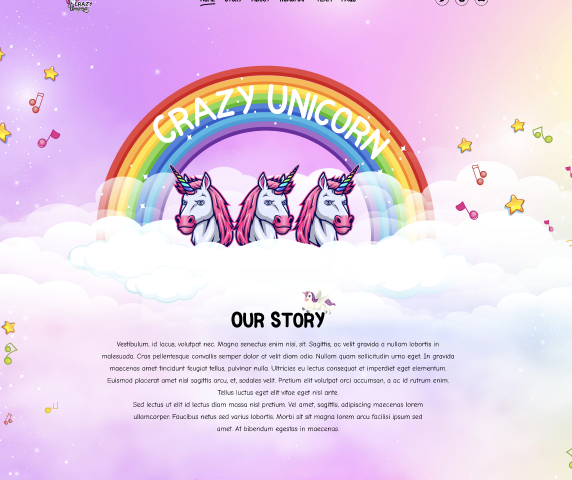 CRAZY
HOME STORY ABOUT ROADMAP TEAM FAQS
CRAZY UNICORN
OUR STORY
Vestibulum, id lacus, volutpat nec. Magna senectus enim nisl, sit. Sagittis, ac velit gravida a nullam lobortis in
malesuada. Cras pellentesque convallis semper dolor at velit diam odio. Nullam quam sollicitudin urna eget. In gravida
maecenas amet tincidunt feugiat tellus, pulvinar nulla. Ultricies eu lectus consequat et imperdiet eget elementum.
Euismod placerat amet nisl sagittis arcu, et, sodales velit. Pretium elit volutpat orci accumsan, a ac id rutrum enim.
Tellus luctus eget elit vitae eget nisl ante.
Sed lectus ut elit id lectus diam massa nisl pretium. Vel amet, sagittis, adipiscing maecenas lorem
ullamcorper. Faucibus netus sed varius lobortis. Morbi sit sit magna lorem arcu facilisi ipsum sed
amet. At bibendum egestas in maecenas.